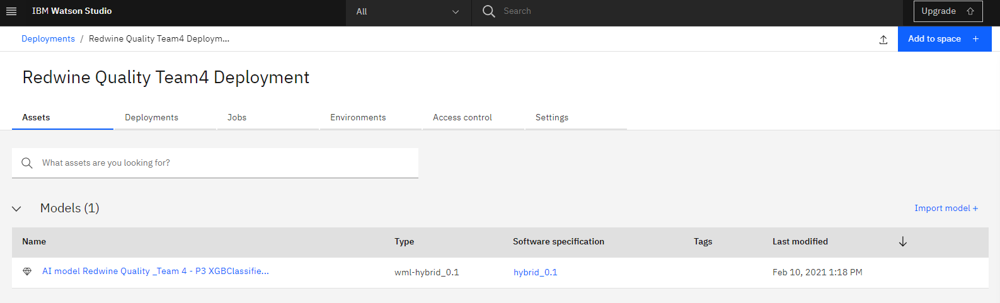 IBM Watson Studio All Search Upgrade
Deployments / Redwine Quality Team4 Deploym... Add to space +
Redwine Quality Team4 Deployment
Assets Deployments Jobs Environments Access control Settings
What assets are you looking for?
Models (1) Import model +
Name Type Software specification Tags Last modified
AI model Redwine Quality _Team 4 - P3 XGBClassifie... wml-hybrid_0.1 hybrid_0.1 Feb 10, 2021 1:18 PM